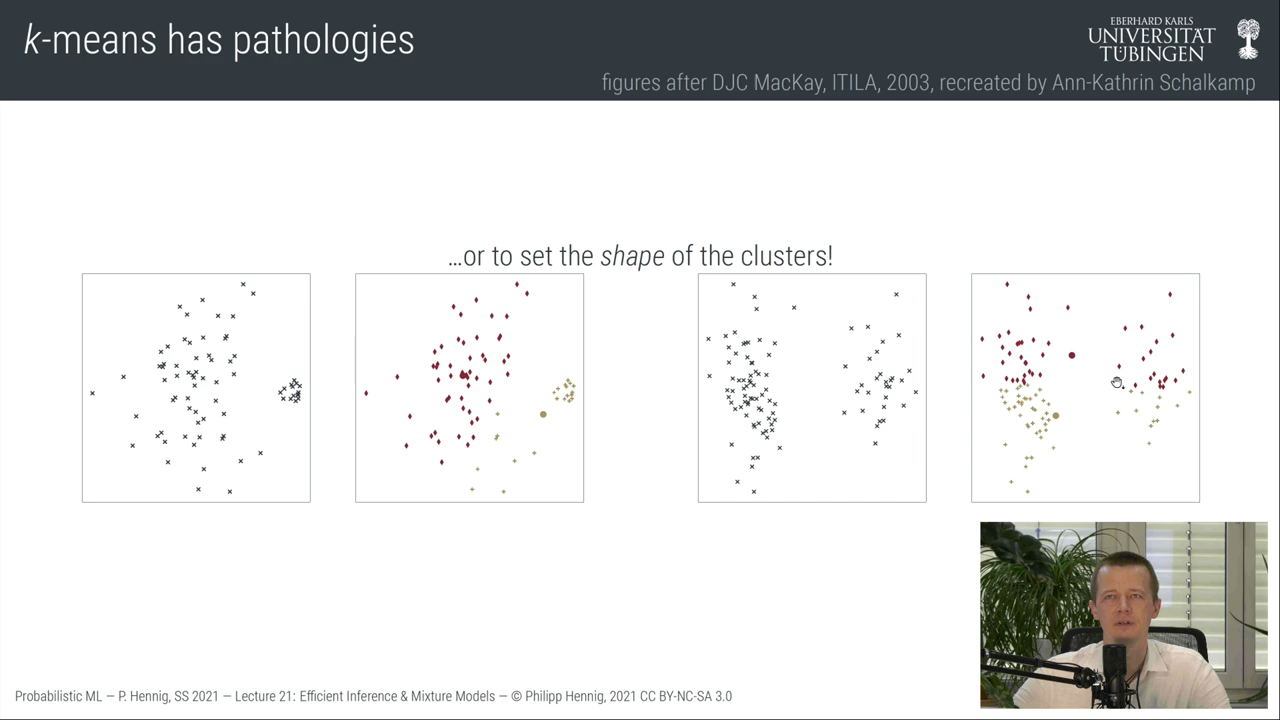 k-means has pathologies
EBERHARD KARLS
UNIVERSITÄT
TÜBINGEN
figures after DJC MacKay, ITILA, 2003, recreated by Ann-Kathrin Schalkamp
...or to set the shape of the clusters!
Probabilistic ML — P. Hennig, SS 2021 — Lecture 21: Efficient Inference & Mixture Models — © Philipp Hennig, 2021 CC BY-NC-SA 3.0